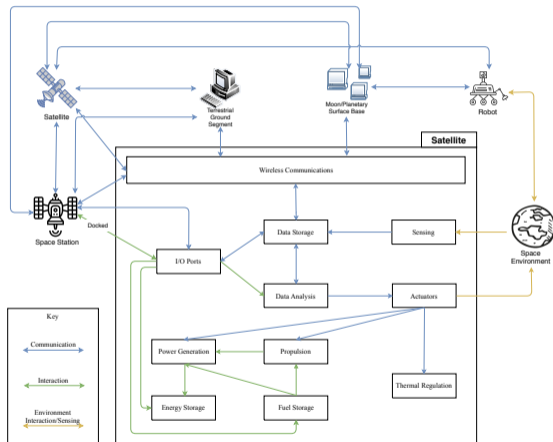 Satellite
Terrestrial
Ground
Segment
Moon/Planetary
Surface Base
Robot
Satellite
Wireless Communications
Space Station
Docked
I/O Ports
Data Storage
Sensing
Space
Environment
Data Analysis
Actuators
Key
Communication
Interaction
Environment
Interaction/Sensing
Power Generation
Propulsion
Thermal Regulation
Energy Storage
Fuel Storage